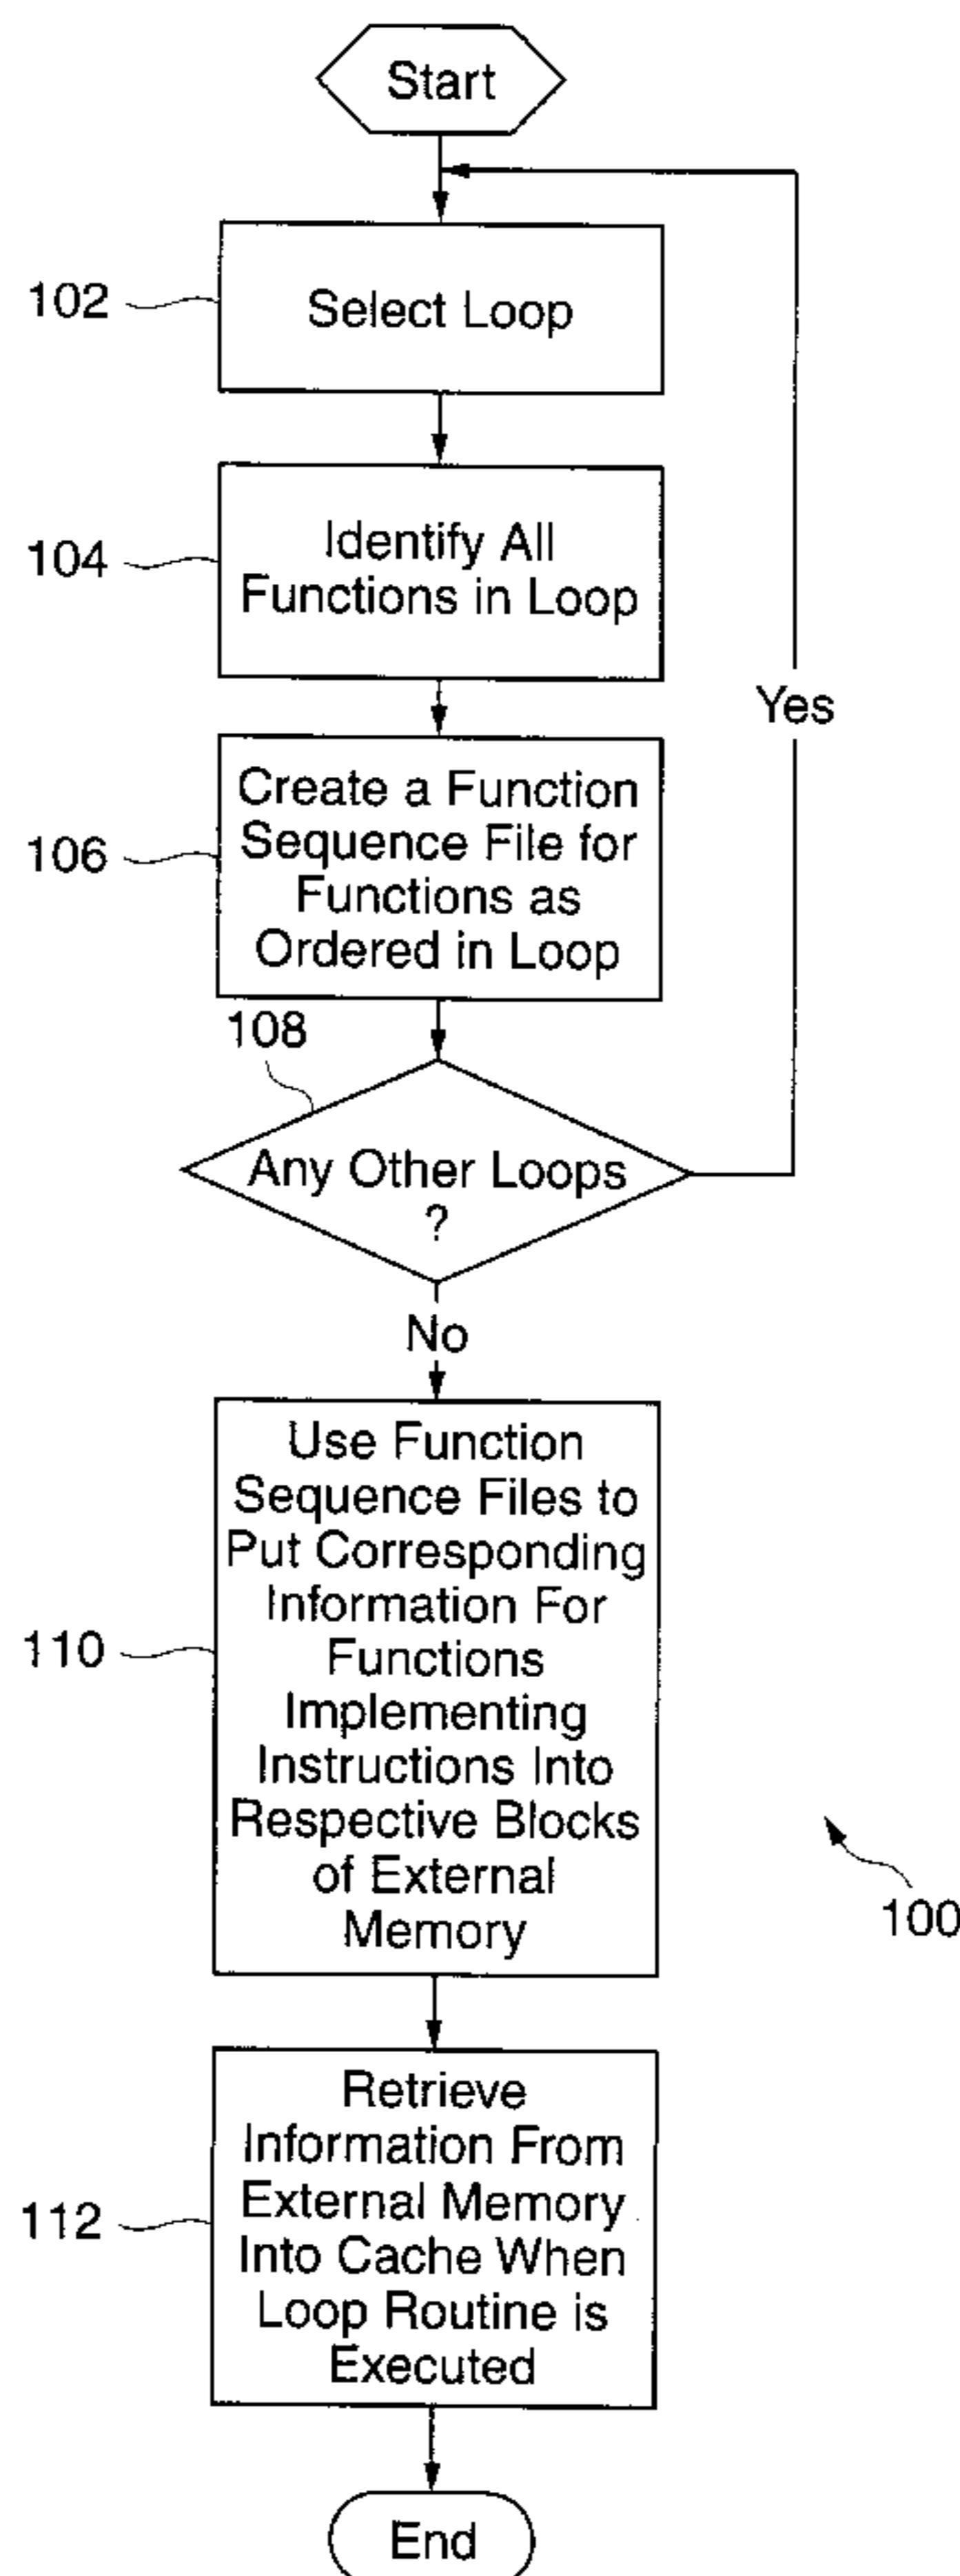 Start
102
Select Loop
104
Identify All
Functions in Loop
Yes
106
Create a Function
Sequence File for
Functions as
Ordered in Loop
108
Any Other Loops
?
No
110
Use Function
Sequence Files to
Put Corresponding
Information For
Functions
Implementing
Instructions Into
Respective Blocks
of External
Memory
100
112
Retrieve
Information From
External Memory
Into Cache When
Loop Routine is
Executed
End